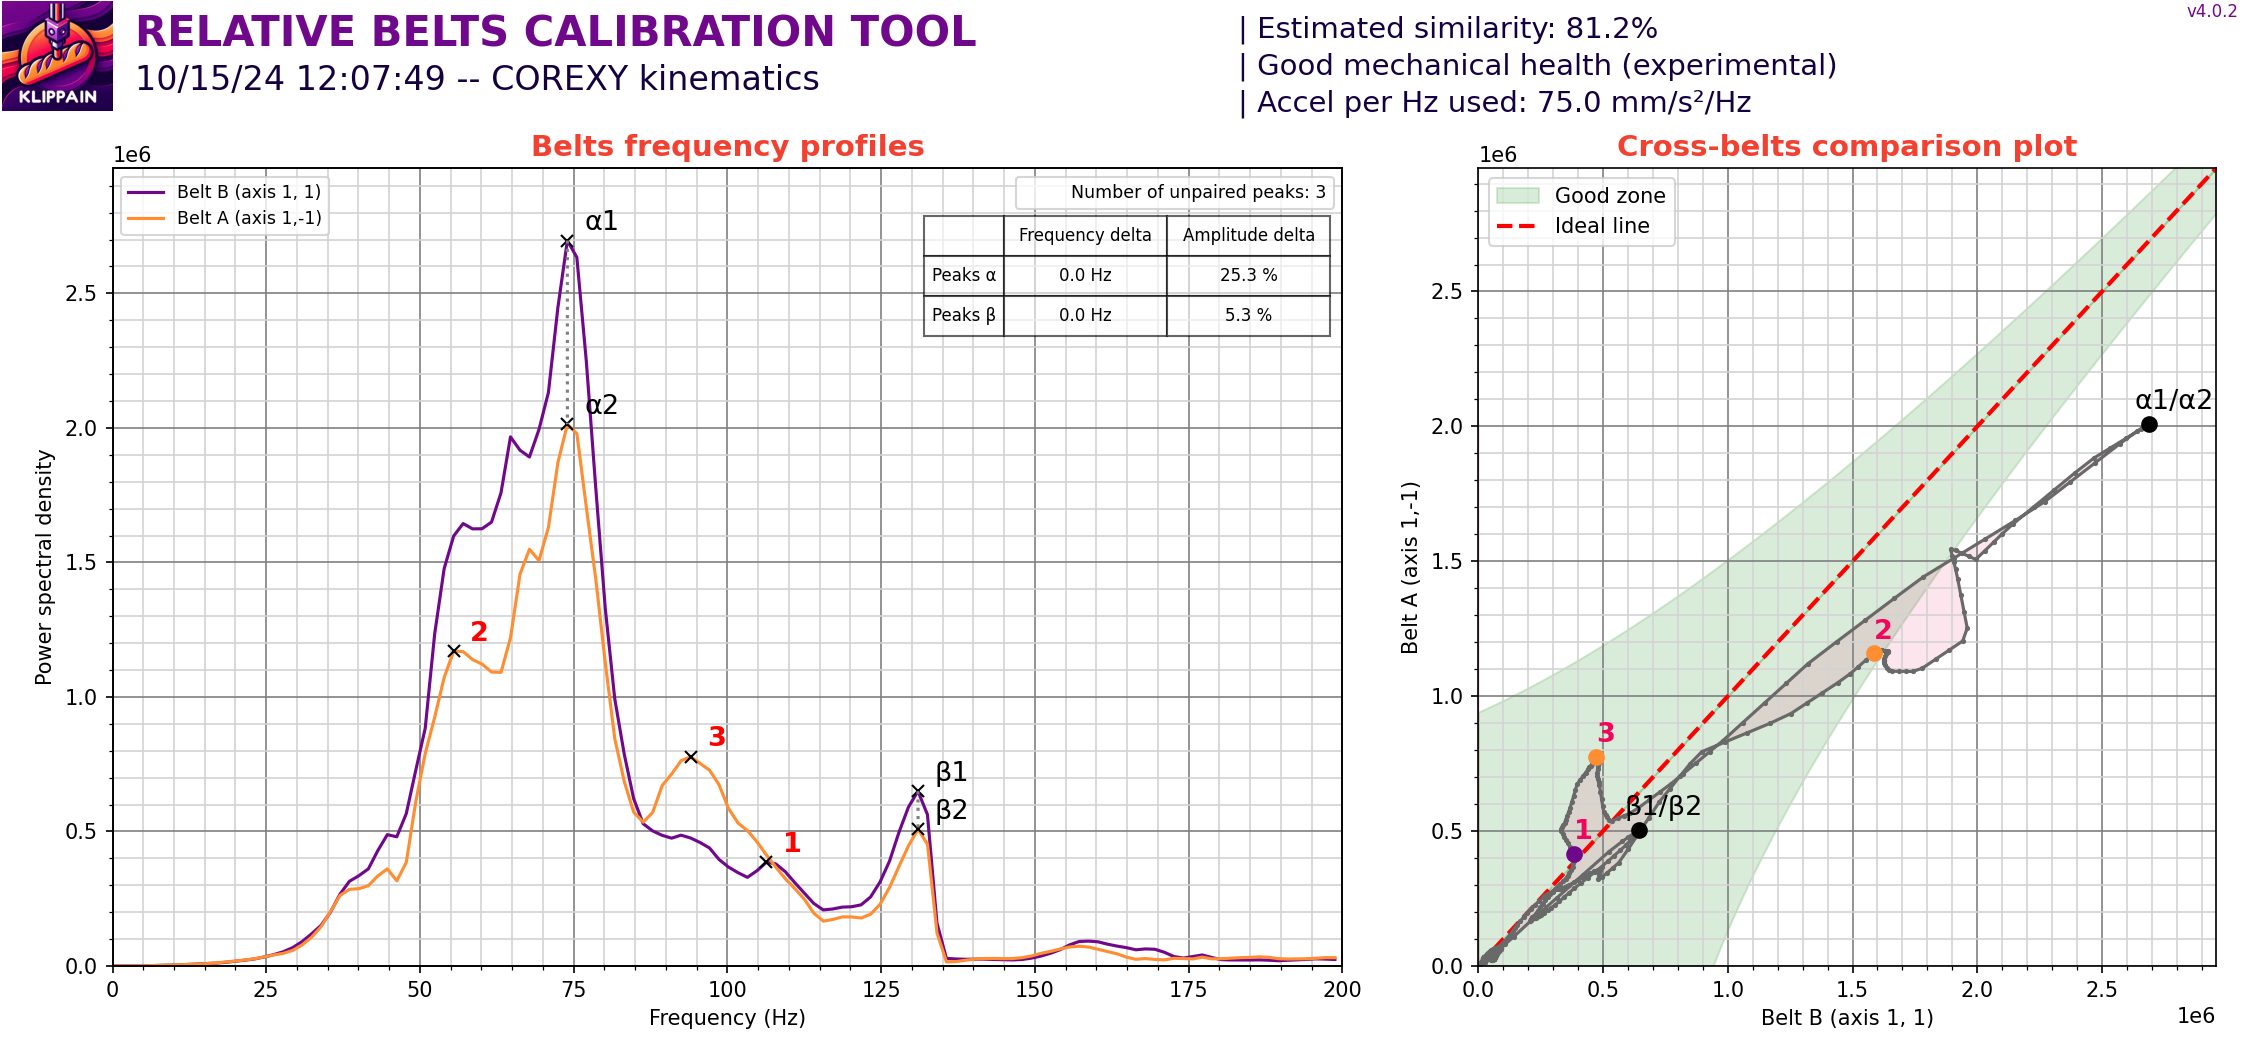 KLIPPAIN
RELATIVE BELTS CALIBRATION TOOL
10/15/24 12:07:49 -- COREXY kinematics
| Estimated similarity: 81.2%
| Good mechanical health (experimental)
| Accel per Hz used: 75.0 mm/s²/Hz
v4.0.2
Belts frequency profiles
1e6
Belt B (axis 1, 1)
Belt A (axis 1,-1)
Number of unpaired peaks: 3
Frequency delta Amplitude delta
Peaks α 0.0 Hz 25.3 %
Peaks β 0.0 Hz 5.3 %
α1
α2
2
3
1
β1
β2
2.5
2.0
1.5
1.0
0.5
0.0
Power spectral density
0 25 50 75 100 125 150 175 200
Frequency (Hz)
Cross-belts comparison plot
1e6
Good zone
Ideal line
α1/α2
2
3
β1/β2
1
2.5
2.0
1.5
1.0
0.5
0.0
Belt A (axis 1,-1)
0.0 0.5 1.0 1.5 2.0 2.5
Belt B (axis 1, 1)
1e6